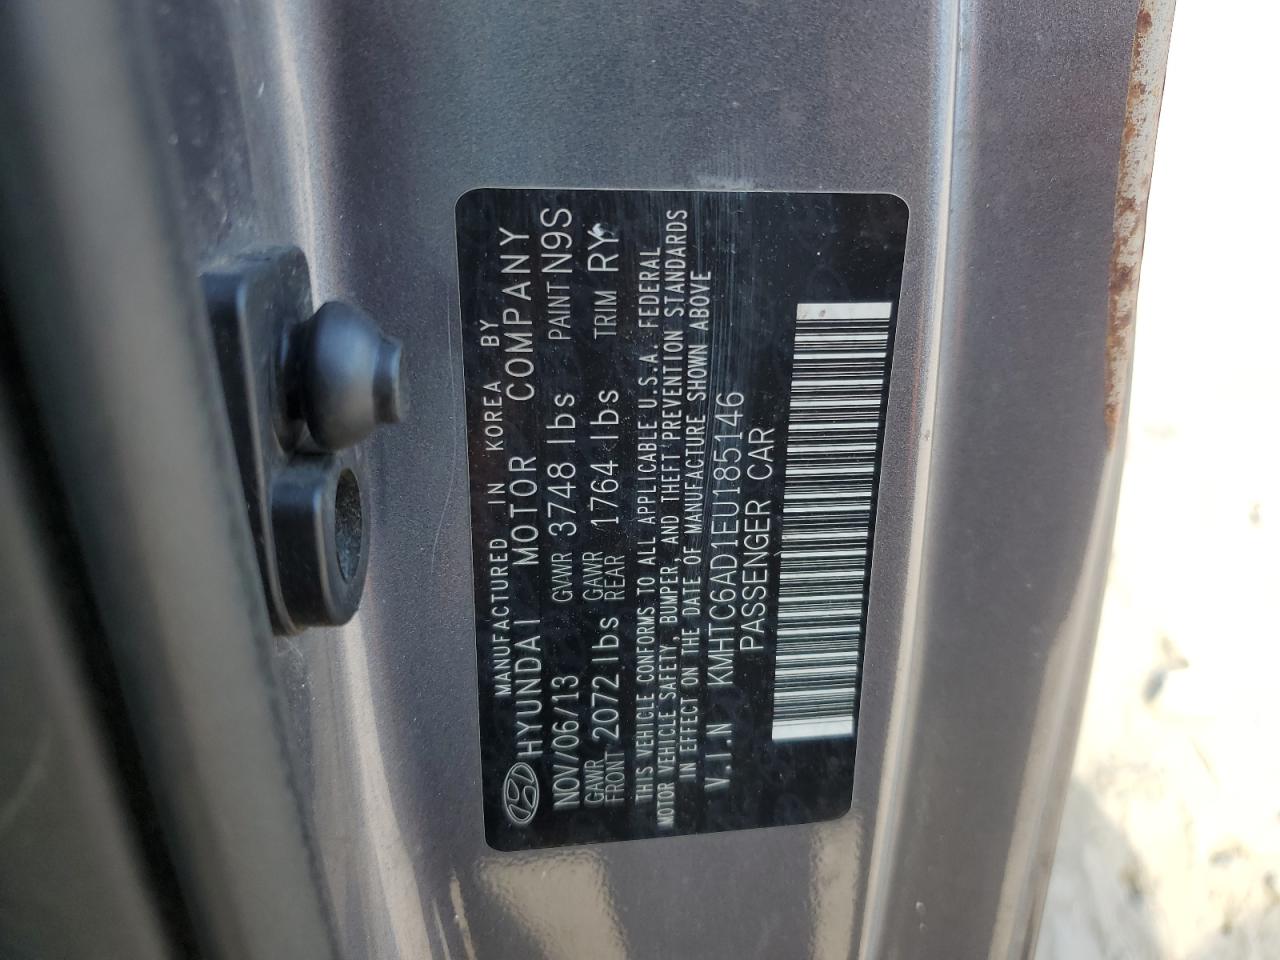 MANUFACTURED IN KOREA BY
HYUNDAI MOTOR COMPANY
NOV/06/13 GVWR 3748 lbs PAINT N9S
GAWR FRONT 2072 lbs GAWR REAR 1764 lbs TRIM RY
THIS VEHICLE CONFORMS TO ALL APPLICABLE U.S.A. FEDERAL
MOTOR VEHICLE SAFETY, BUMPER, AND THEFT PREVENTION STANDARDS
IN EFFECT ON THE DATE OF MANUFACTURE SHOWN ABOVE
V.I.N KMHTC6AD1EU185146
PASSENGER CAR